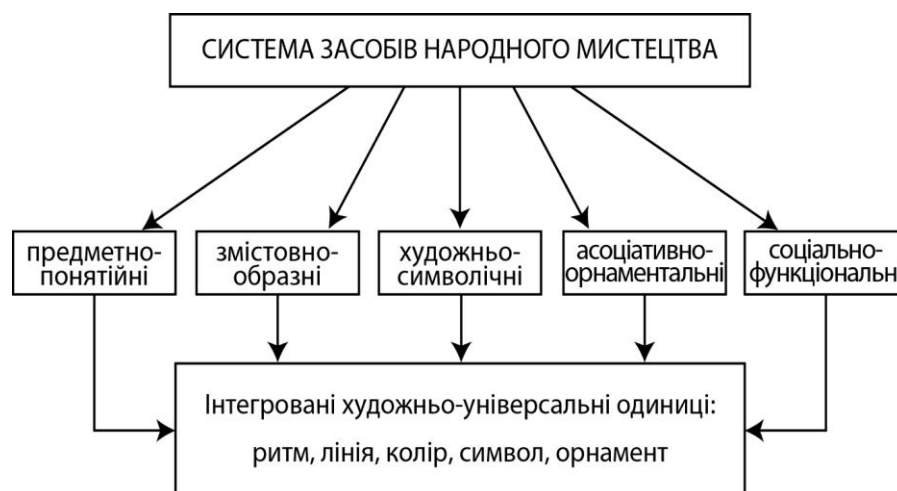 СИСТЕМА ЗАСОБІВ НАРОДНОГО МИСТЕЦТВА
предметно-
понятійні
змістовно-
образні
художньо-
символічні
асоціативно-
орнаментальні
соціально-
функціональн
Інтегровані художньо-універсальні одиниці:
ритм, лінія, колір, символ, орнамент